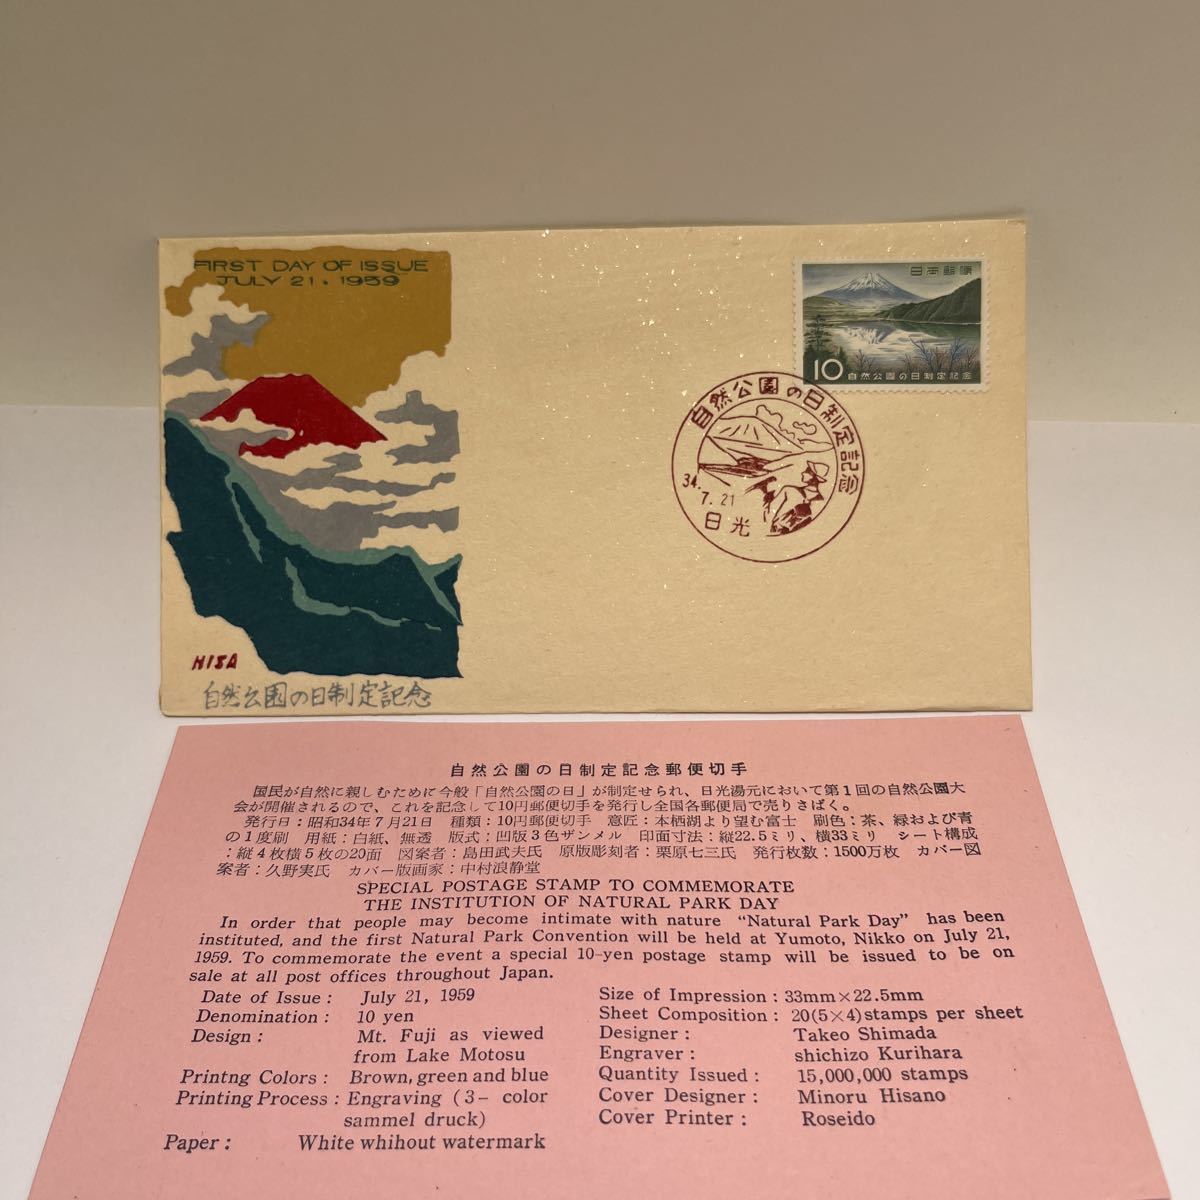 FIRST DAY OF ISSUE
JULY 21. 1959
日本郵便
10 自然公園の日制定記念
自然公園の日制定記念
34.
7.21
日光
HISA
自然公園の日制定記念
自然公園の日制定記念郵便切手
国民が自然に親しむために今般「自然公園の日」が制定せられ、日光湯元において第1回の自然公園大
会が開催されるので、これを記念して10円郵便切手を発行し全国各郵便局で売りさばく。
発行日：昭和34年7月21日　種類：10円郵便切手　意匠：本栖湖より望む富士　刷色：茶、緑および青
の1度刷　用紙：白紙、無透　版式：凹版3色ザンメル　印面寸法：縦22.5ミリ、横33ミリ　シート構成
：縦4枚横5枚の20面　図案者：島田武夫氏　原版彫刻者：栗原七三氏　発行枚数：1500万枚　カバー図
案者：久野実氏　カバー版画家：中村浪静堂
SPECIAL POSTAGE STAMP TO COMMEMORATE
THE INSTITUTION OF NATURAL PARK DAY
In order that people may become intimate with nature "Natural Park Day" has been
instituted, and the first Natural Park Convention will be held at Yumoto, Nikko on July 21,
1959. To commemorate the event a special 10-yen postage stamp will be issued to be on
sale at all post offices throughout Japan.
Date of Issue : July 21, 1959
Denomination : 10 yen
Design : Mt. Fuji as viewed
from Lake Motosu
Printng Colors : Brown, green and blue
Printing Process : Engraving (3- color
sammel druck)
Paper : White whihout watermark
Size of Impression : 33mm×22.5mm
Sheet Composition : 20(5×4)stamps per sheet
Designer : Takeo Shimada
Engraver : shichizo Kurihara
Quantity Issued : 15,000,000 stamps
Cover Designer : Minoru Hisano
Cover Printer : Roseido